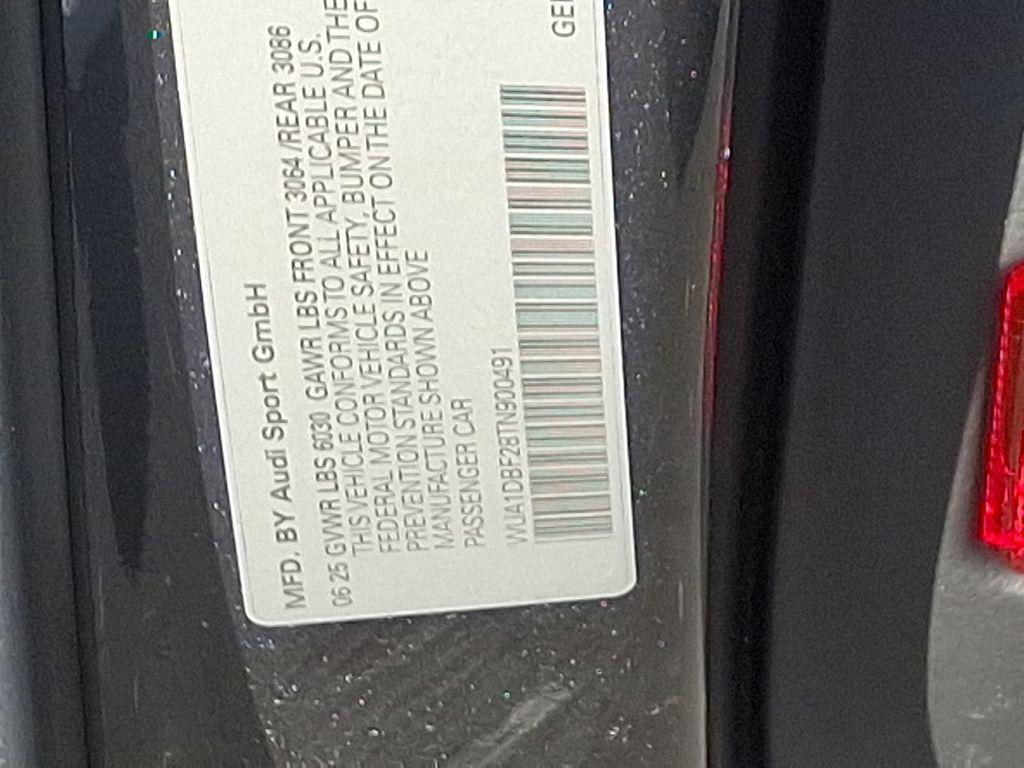 MFD. BY Audi Sport GmbH
06 25 GVWR LBS 6030 GAWR LBS FRONT 3064/REAR 3086
THIS VEHICLE CONFORMS TO ALL APPLICABLE U.S.
FEDERAL MOTOR VEHICLE SAFETY, BUMPER AND THE
PREVENTION STANDARDS IN EFFECT ON THE DATE OF
MANUFACTURE SHOWN ABOVE
PASSENGER CAR
WUA1DBF28TN900491